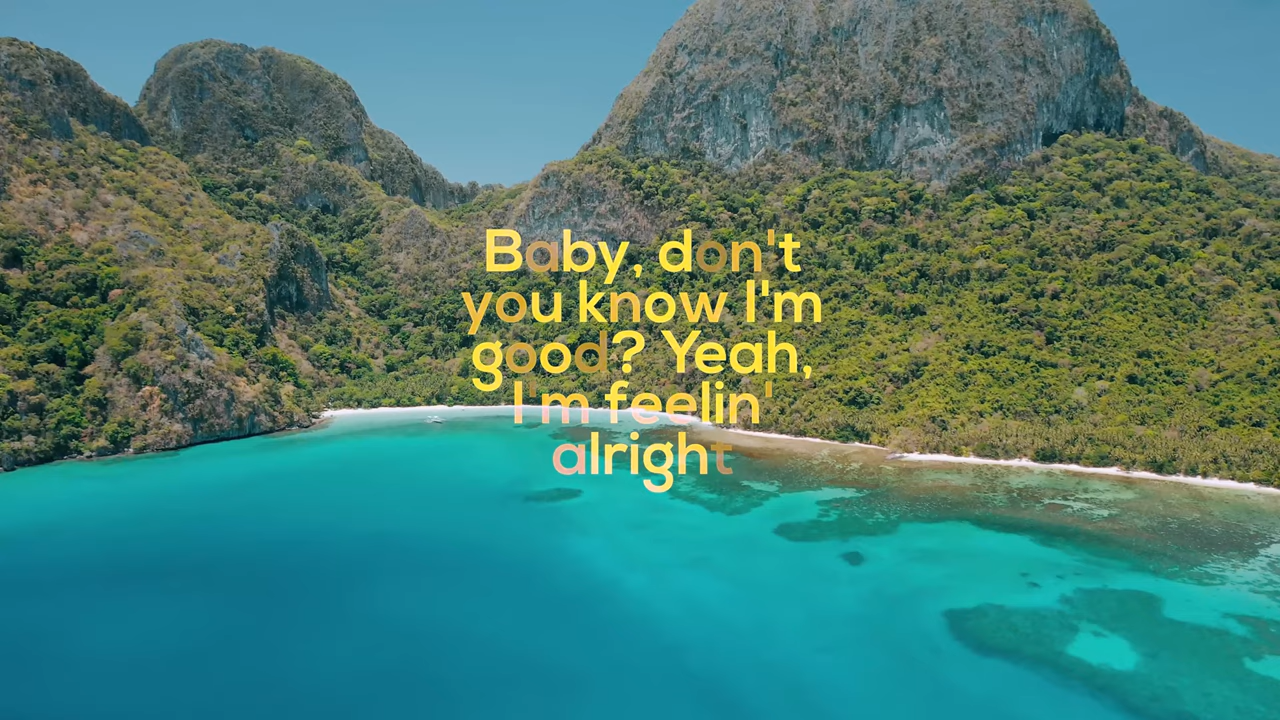 Baby, don't
you know I'm
good? Yeah,
I'm feelin'
alright